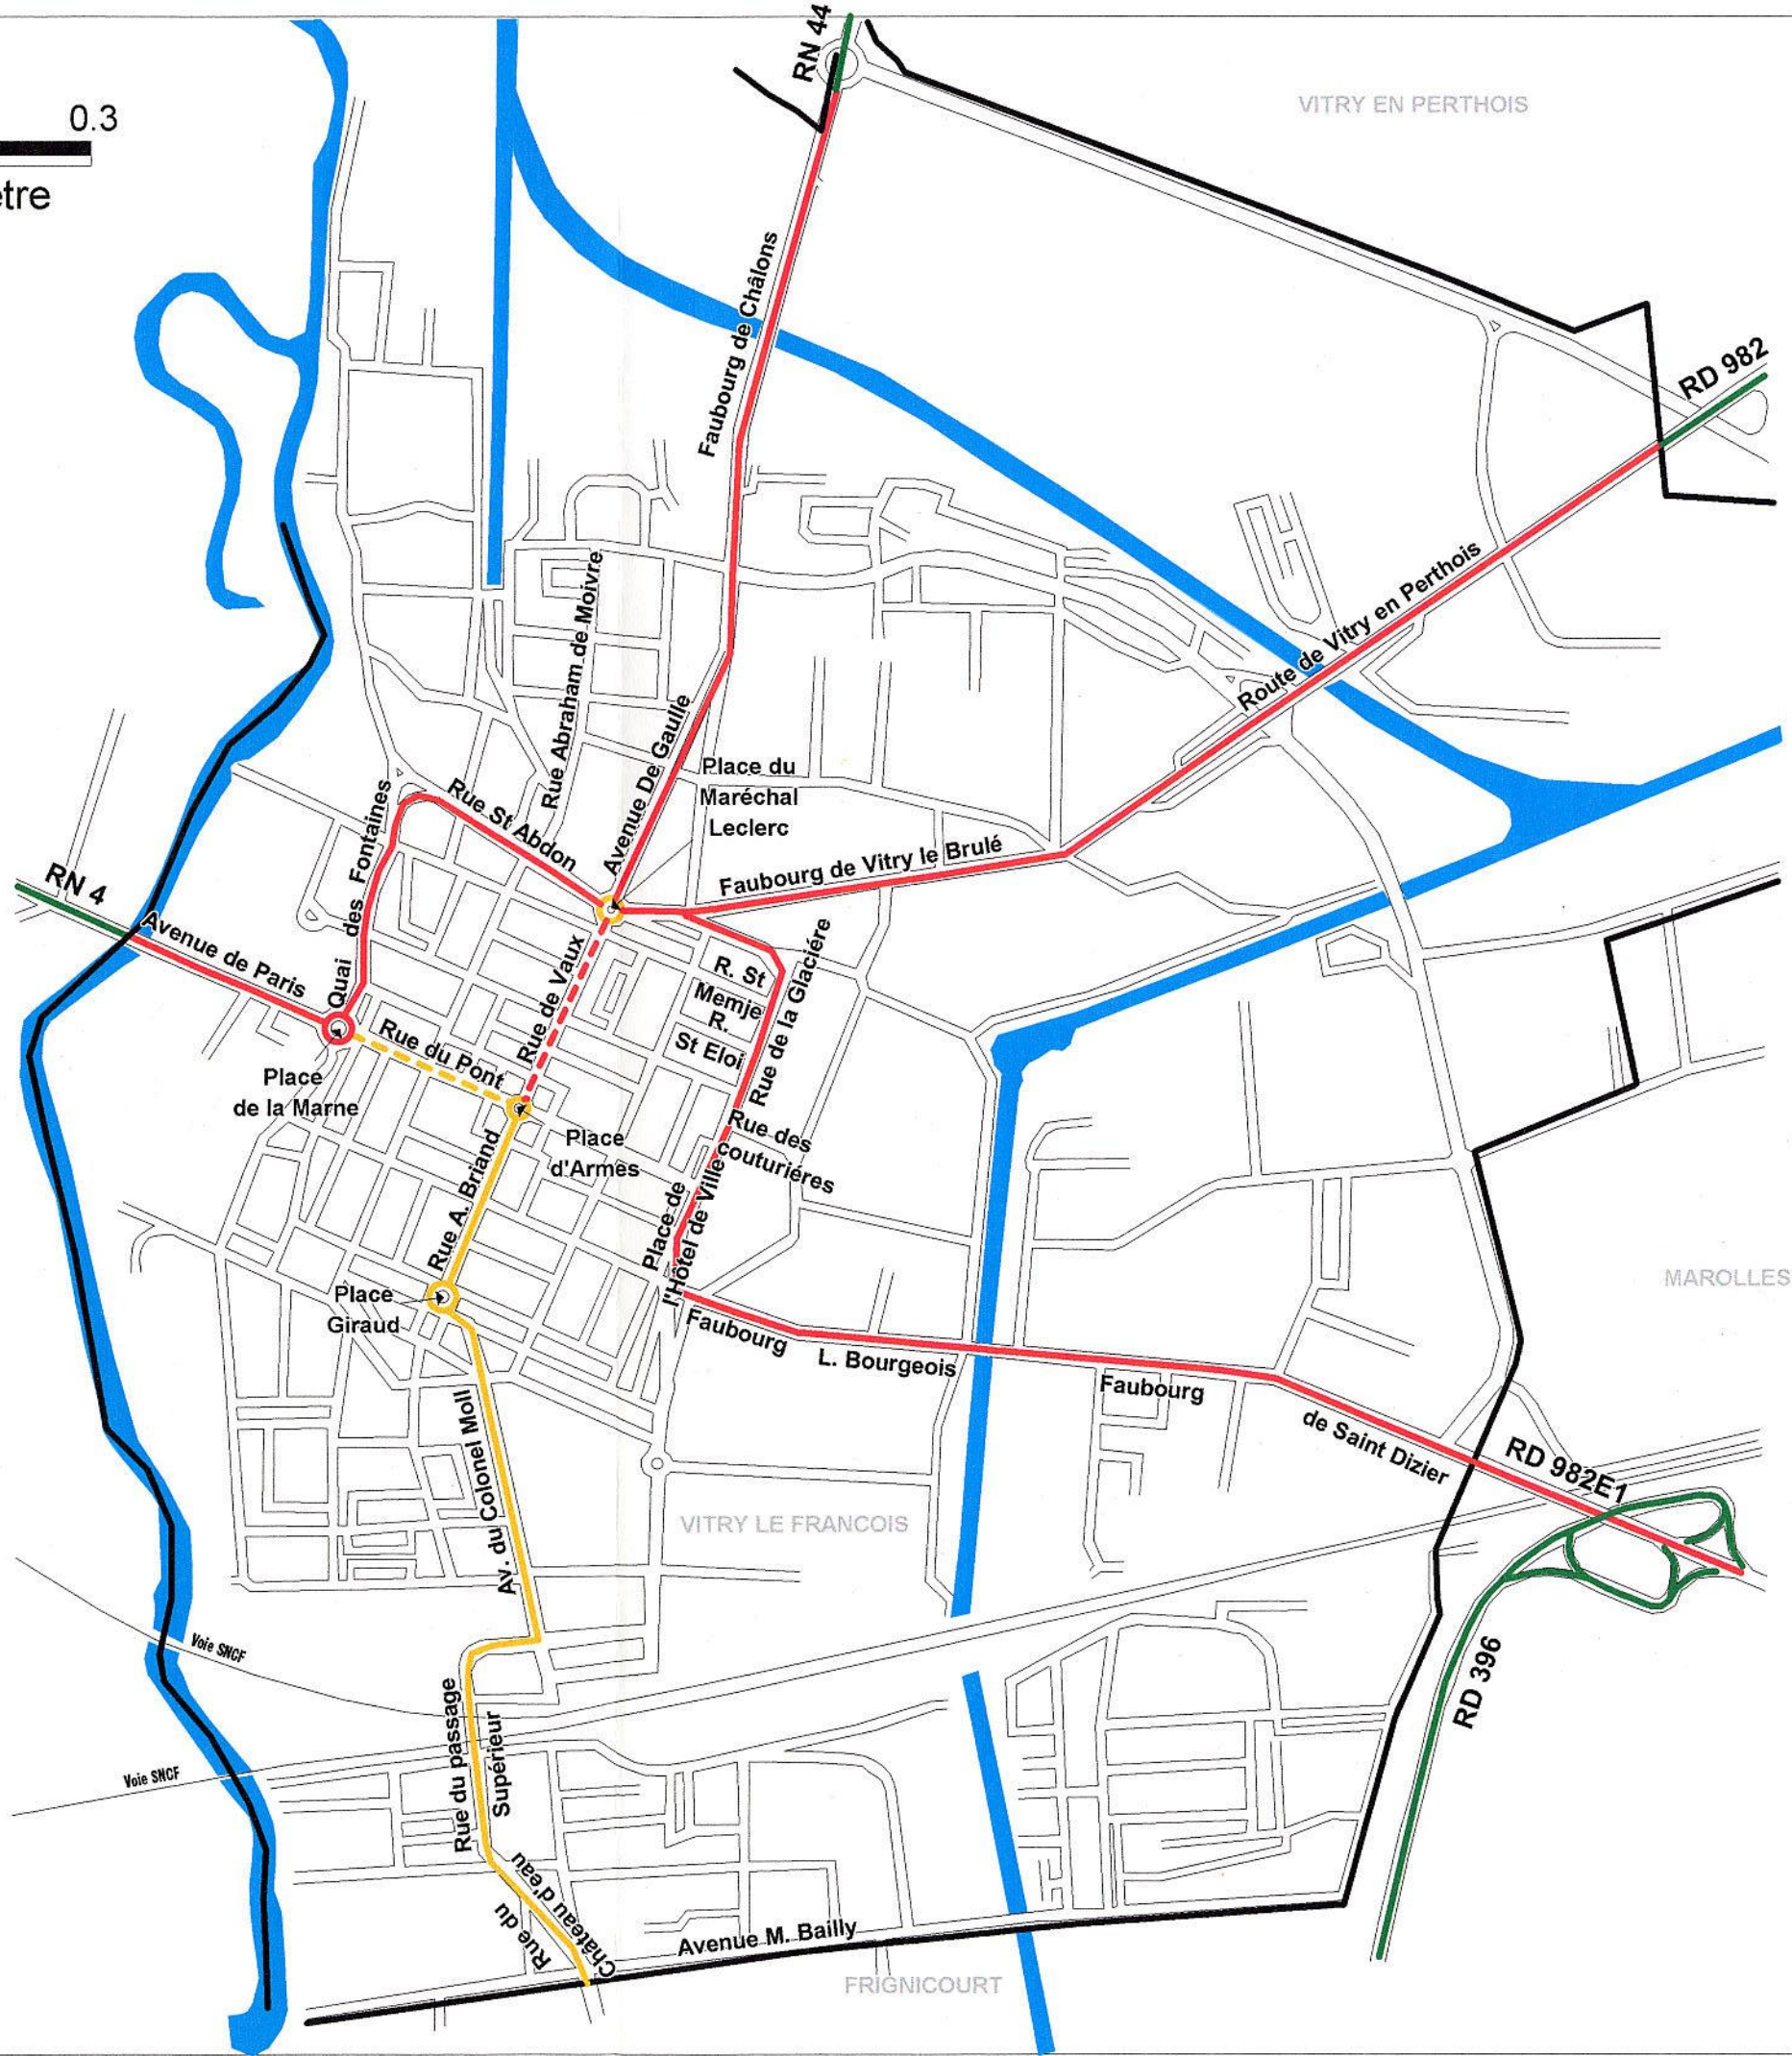 RN 44
VITRY EN PERTHOIS
0.3
être
Faubourg de Châlons
RD 982
Route de Vitry en Perthois
Rue Abraham de Moivre
Avenue De Gaulle
Place du
Maréchal
Leclerc
Rue St Abdon
Quai des Fontaines
Faubourg de Vitry le Brulé
RN 4
Avenue de Paris
Rue de Vaux
R. St
Memje
R.
St Eloi
Rue de la Glaciére
Rue du Pont
Place
de la Marne
Place
d'Armes
Rue des
couturiéres
Rue A. Briand
Place de
l'Hôtel de Ville
MAROLLES
Place
Giraud
Faubourg
L. Bourgeois
Faubourg
de Saint Dizier
RD 982E1
Av. du Colonel Moll
VITRY LE FRANCOIS
Voie SNCF
RD 396
Voie SNCF
Rue du passage
Supérieur
Rue du
Château d'eau
Avenue M. Bailly
FRIGNICOURT